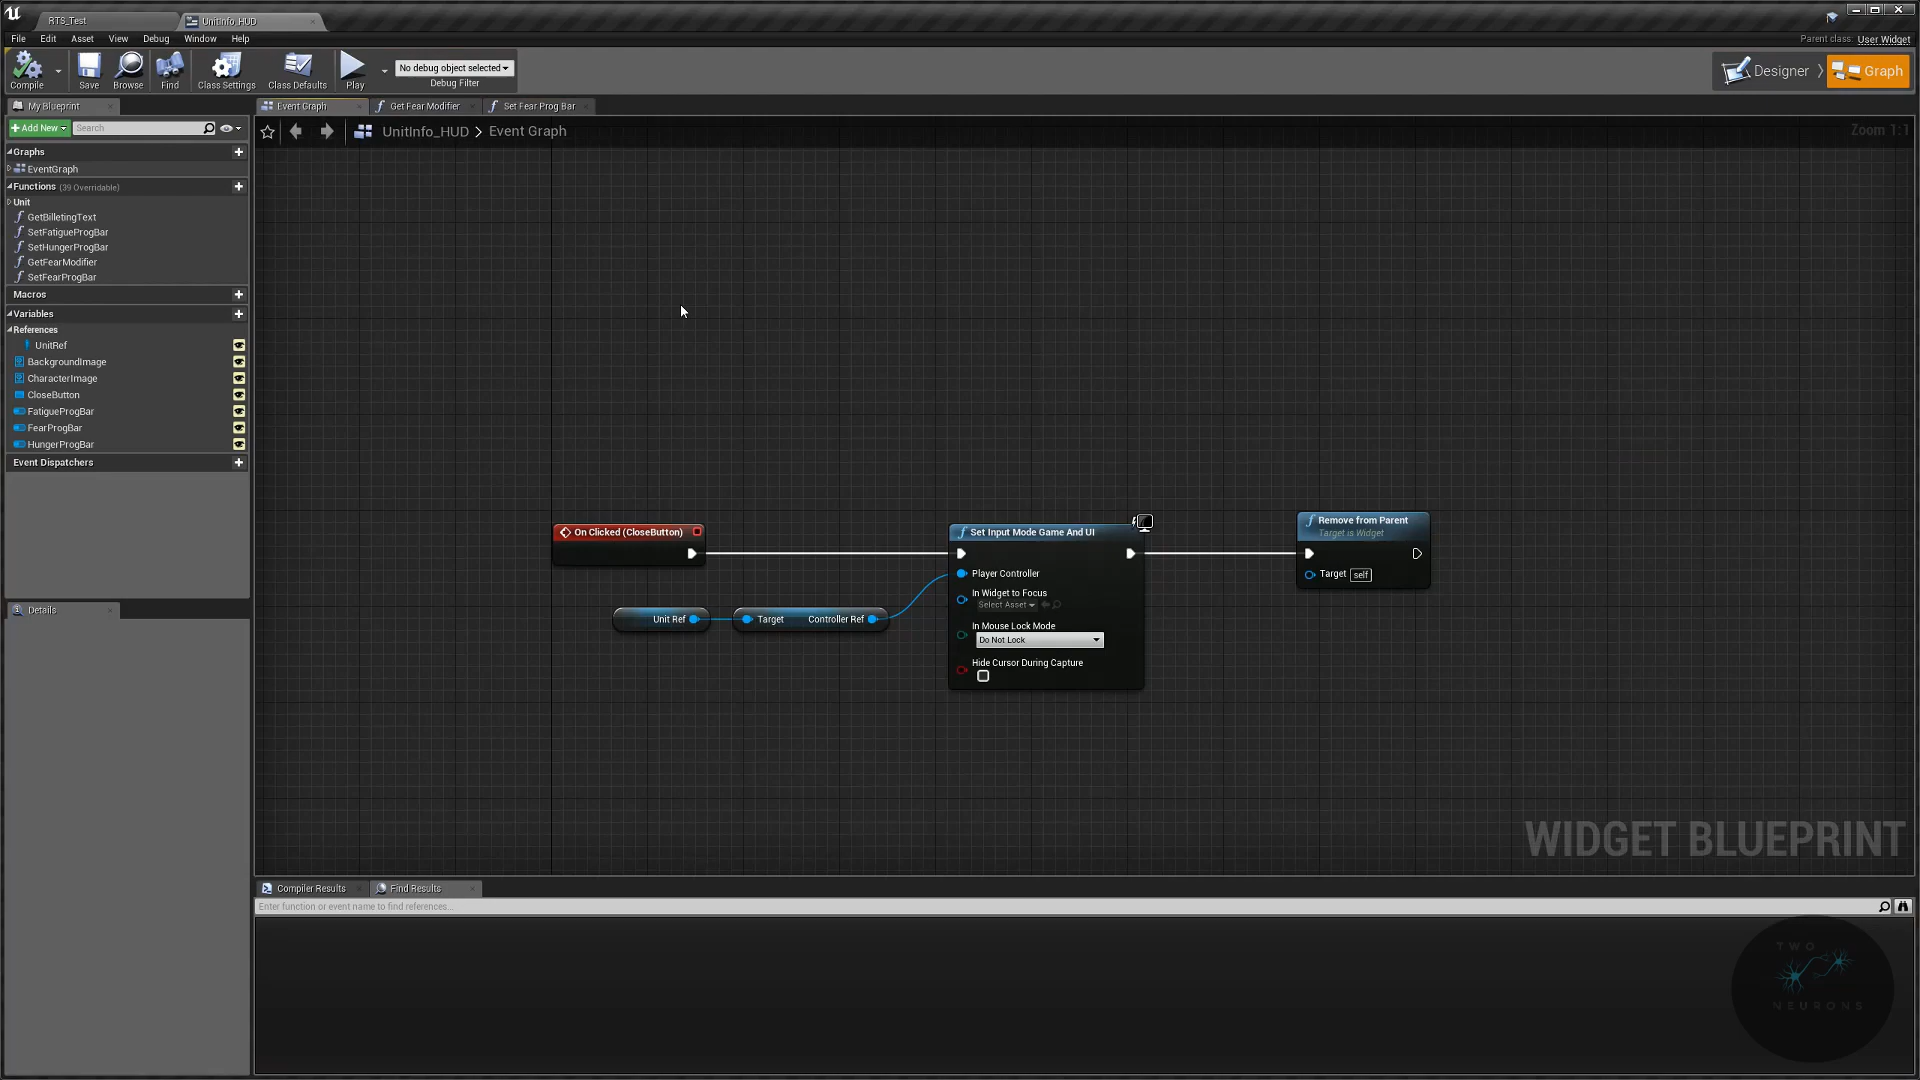 RTS_Test
UnitInfo_HUD
File Edit Asset View Debug Window Help
Parent class: User Widget
Compile
Save
Browse
Find
Class Settings
Class Defaults
Play
No debug object selected
Debug Filter
Designer
Graph
My Blueprint
Event Graph
Get Fear Modifier
Set Fear Prog Bar
Add New
Search
UnitInfo_HUD > Event Graph
Zoom 1:1
Graphs
EventGraph
Functions (39 Overridable)
Unit
GetBilletingText
SetFatigueProgBar
SetHungerProgBar
GetFearModifier
SetFearProgBar
Macros
Variables
References
UnitRef
BackgroundImage
CharacterImage
CloseButton
FatigueProgBar
FearProgBar
HungerProgBar
Event Dispatchers
Details
On Clicked (CloseButton)
Unit Ref
Target Controller Ref
Set Input Mode Game And UI
Player Controller
In Widget to Focus
Select Asset
In Mouse Lock Mode
Do Not Lock
Hide Cursor During Capture
Remove from Parent
Target is Widget
Target self
WIDGET BLUEPRINT
Compiler Results
Find Results
Enter function or event name to find references...
TWO
NEURONS